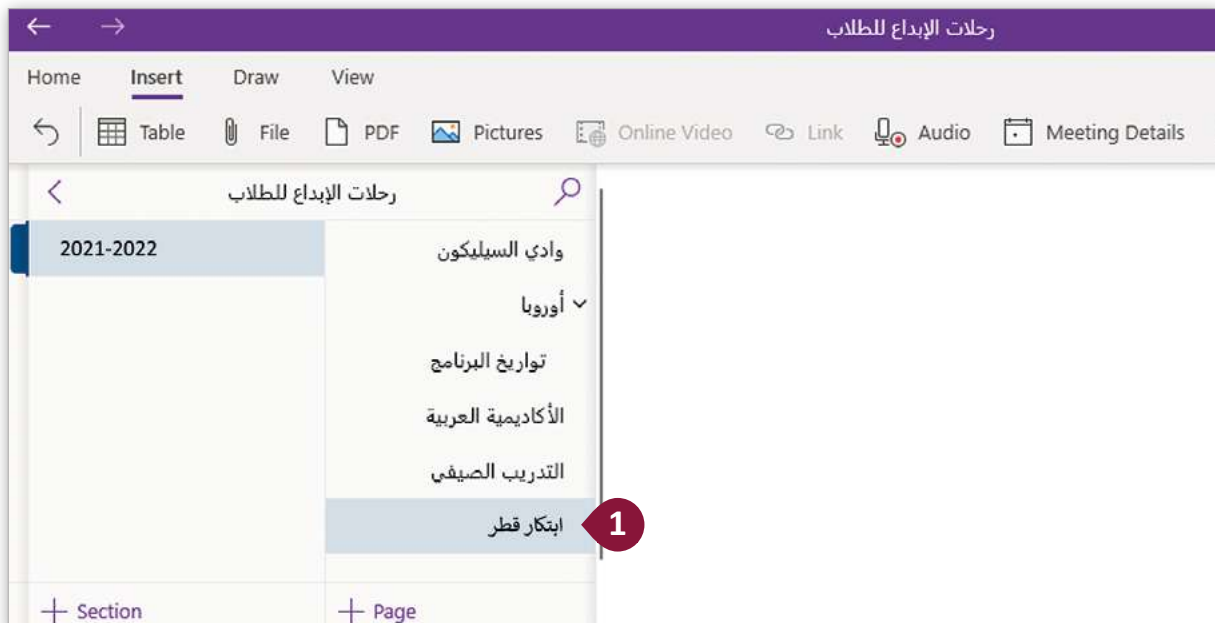 رحلات الإبداع للطلاب
Home Insert Draw View
Table File PDF Pictures Online Video Link Audio Meeting Details
رحلات الإبداع للطلاب
2021-2022
وادي السيليكون
أوروبا
تواريخ البرنامج
الأكاديمية العربية
التدريب الصيفي
ابتكار قطر
1
+ Section
+ Page